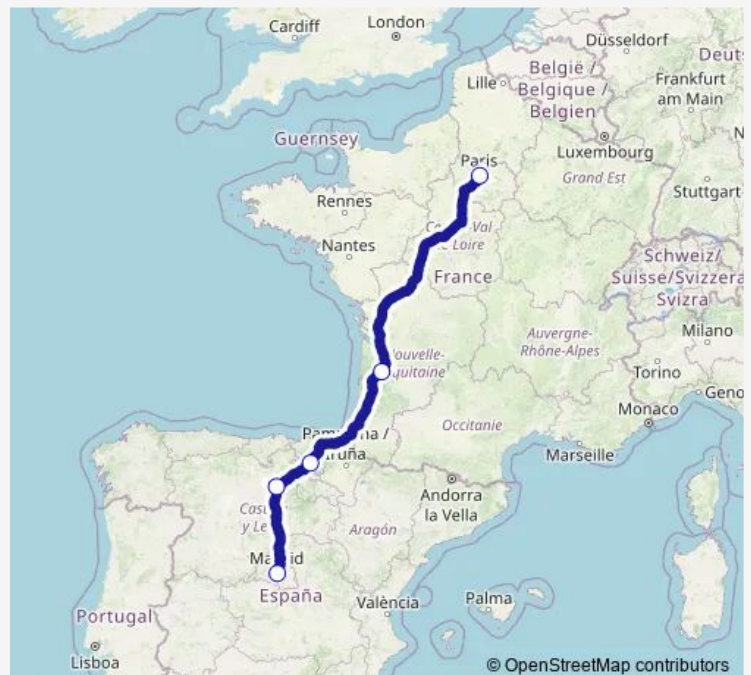 Cardiff
London
Düsseldorf
Deuts
België /
Belgique /
Belgien
Lille
Frankfurt
am Main
Guernsey
Luxembourg
Paris
Grand Est
Stuttgart
Rennes
Nantes
France
Schweiz/
Suisse/Svizzera
Svizra
Milano
Auvergne-
Rhône-Alpes
Torino
Geno
Monaco
Occitanie
Marseille
Andorra
la Vella
Aragón
España
València
Palma
Portugal
Lisboa
© OpenStreetMap contributors